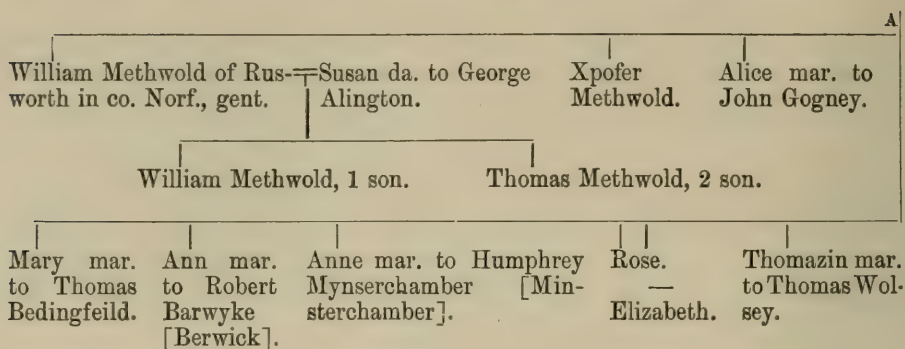 A
William Methwold of Rus-
worth in co. Norf., gent.
Susan da. to George
Alington.
Xpofer
Methwold.
Alice mar. to
John Gogney.
William Methwold, 1 son.
Thomas Methwold, 2 son.
Mary mar.
to Thomas
Bedingfeild.
Ann mar.
to Robert
Barwyke
[Berwick].
Anne mar. to Humphrey
Mynserchamber [Min-
sterchamber].
Rose.
—
Elizabeth.
Thomazin mar.
to Thomas Wol-
sey.